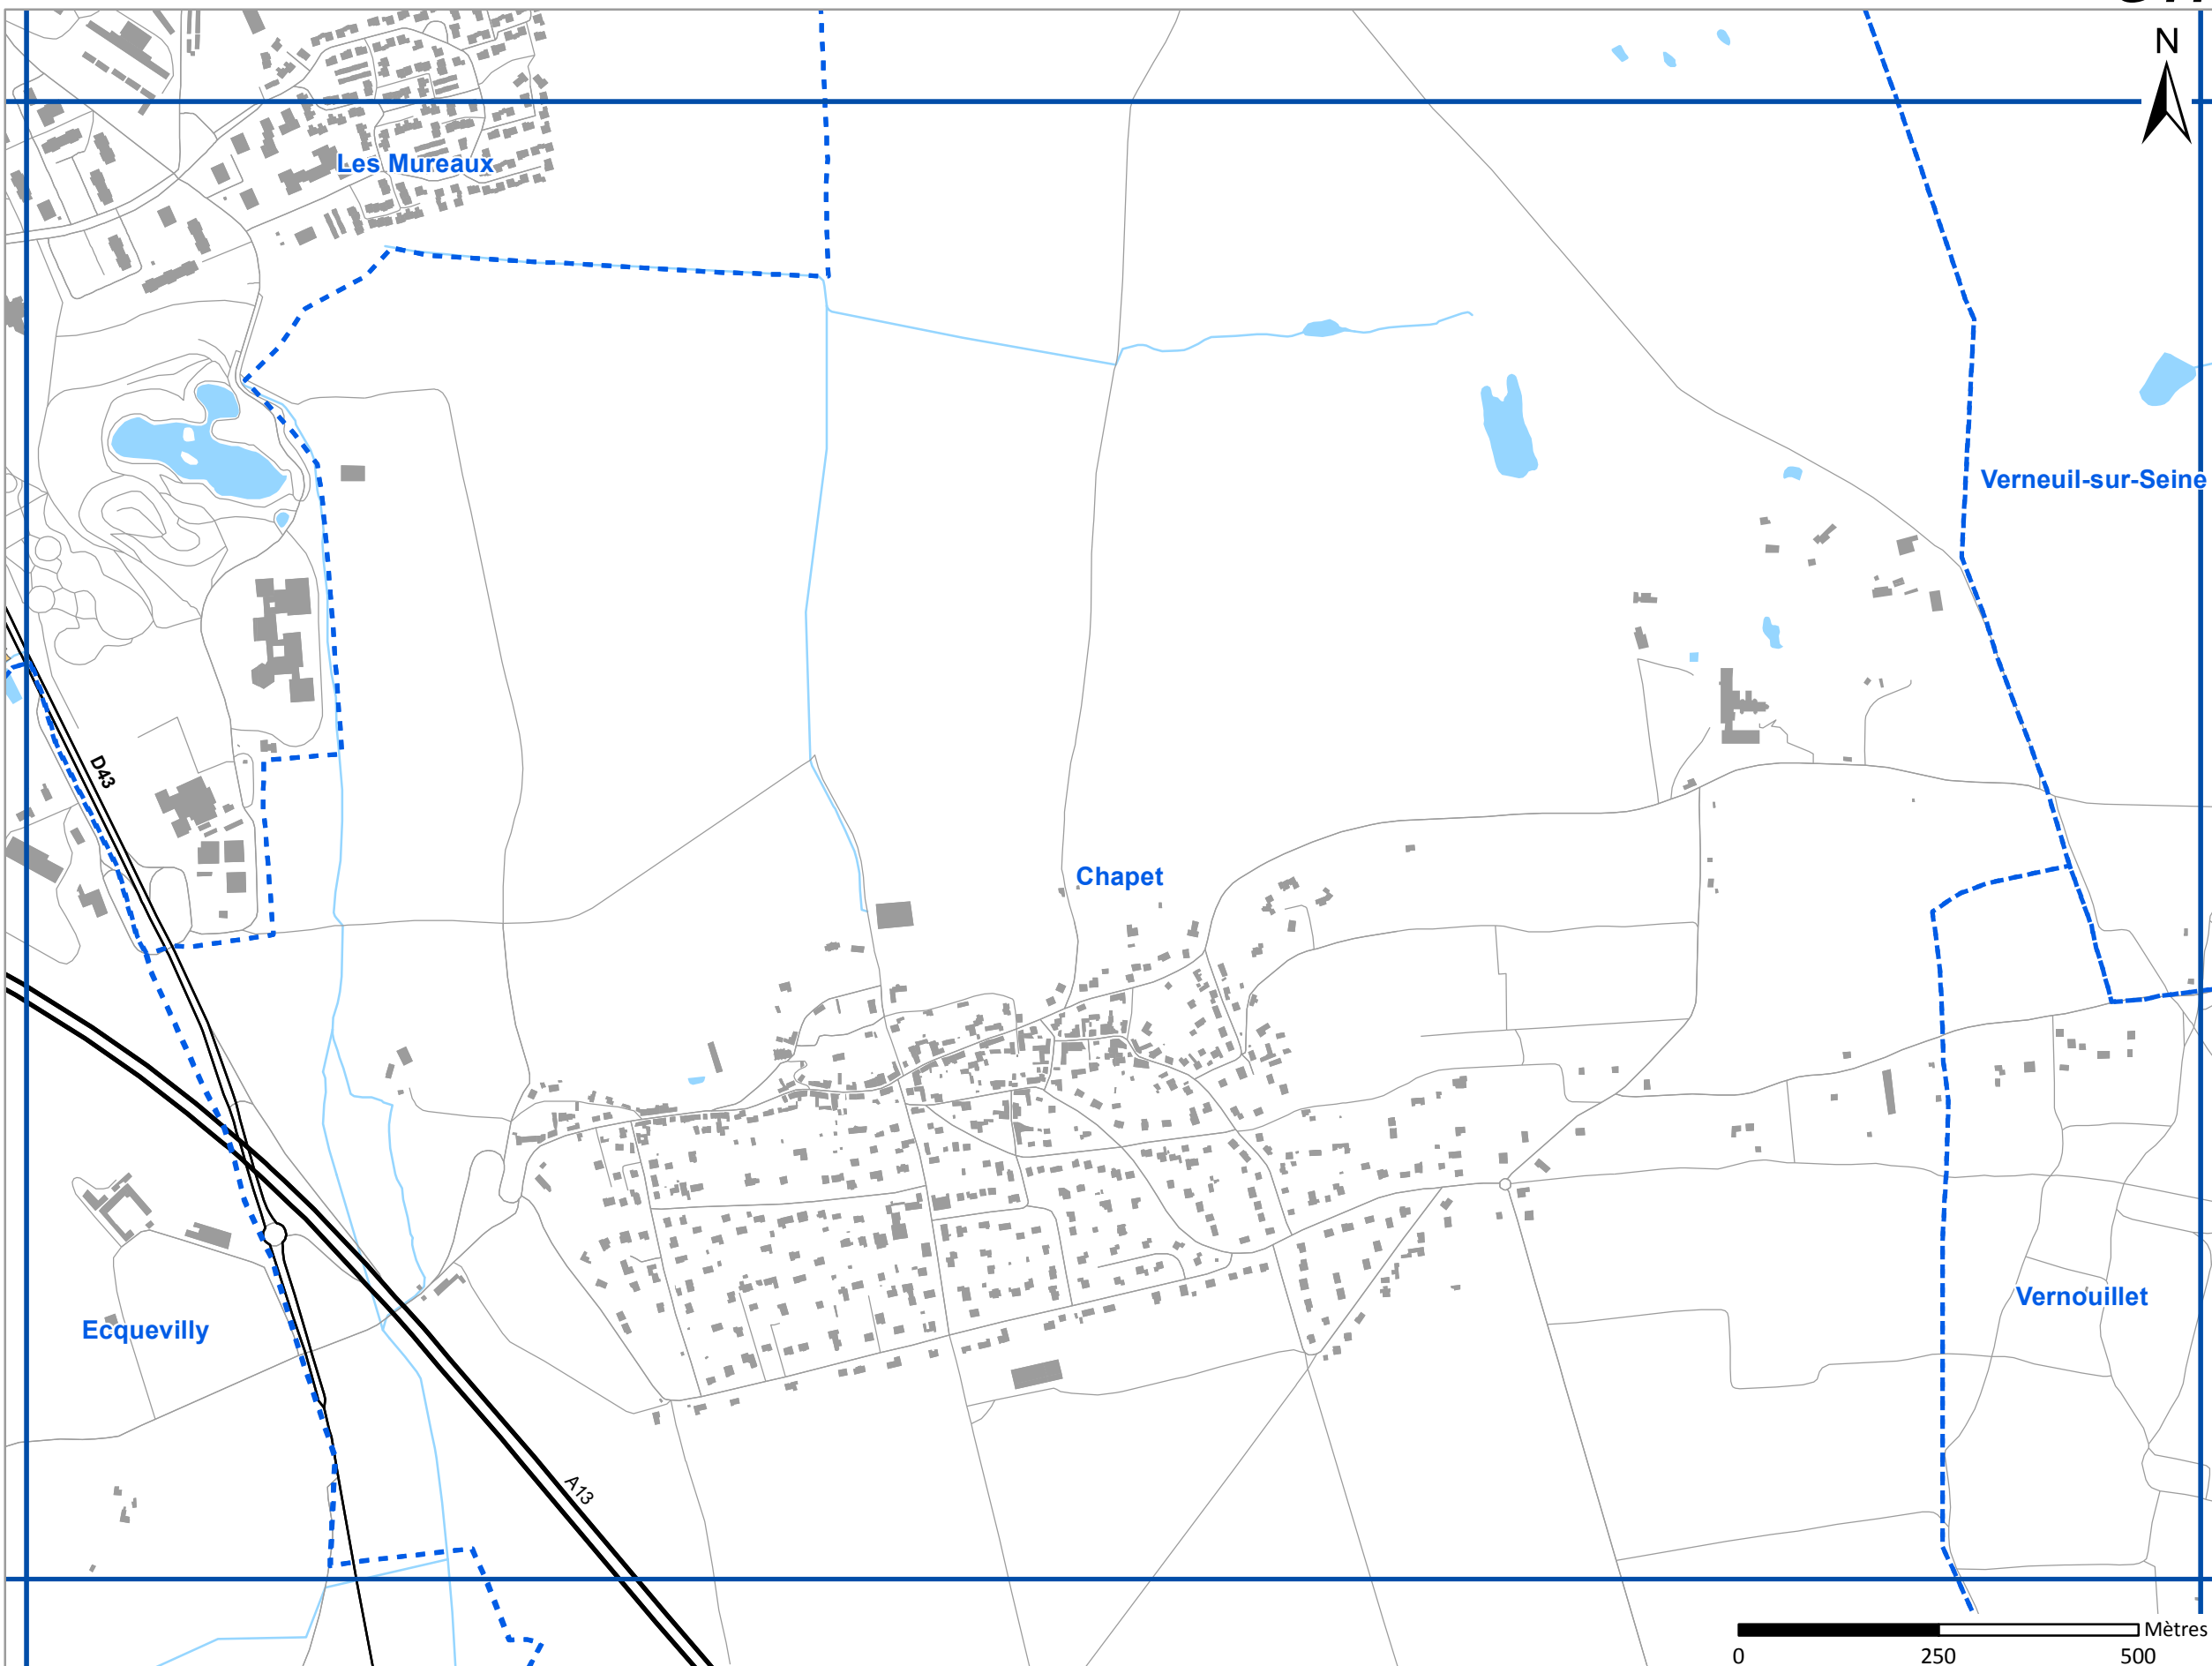 N
Les Mureaux
Verneuil-sur-Seine
D43
Chapet
Vernouillet
Ecquevilly
A13
Mètres
0 250 500